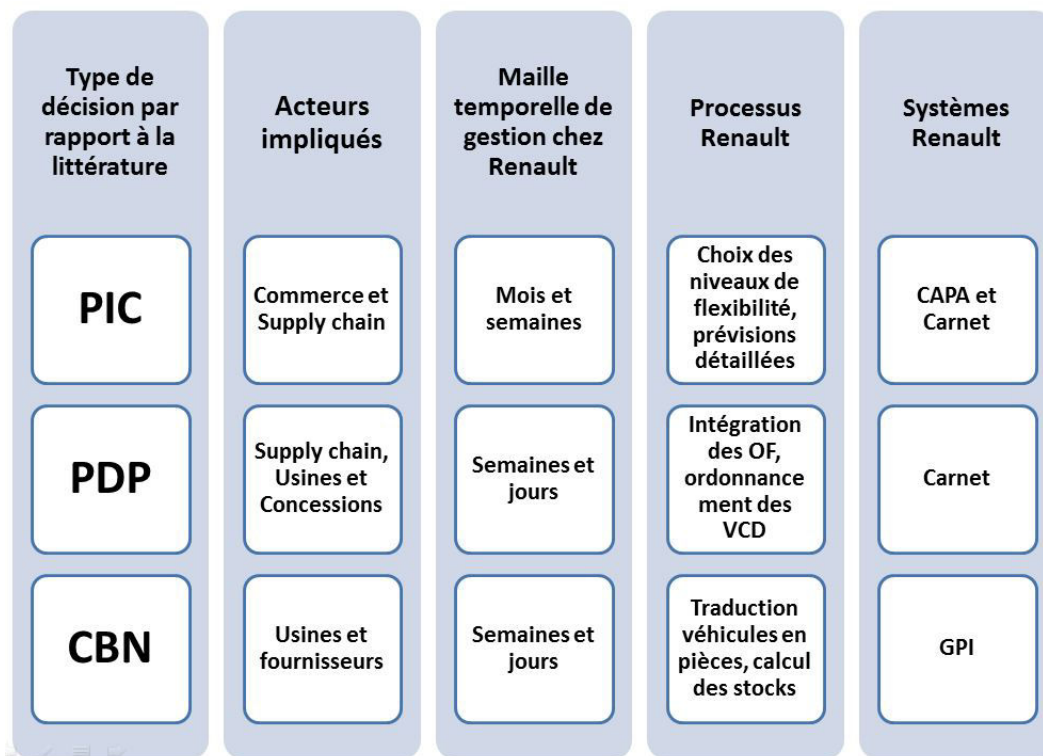 Type de
décision par
rapport à la
littérature
Acteurs
impliqués
Maille
temporelle de
gestion chez
Renault
Processus
Renault
Systèmes
Renault
PIC
Commerce et
Supply chain
Mois et
semaines
Choix des
niveaux de
flexibilité,
prévisions
détaillées
CAPA et
Carnet
PDP
Supply chain,
Usines et
Concessions
Semaines et
jours
Intégration
des OF,
ordonnance
ment des
VCD
Carnet
CBN
Usines et
fournisseurs
Semaines et
jours
Traduction
véhicules en
pièces, calcul
des stocks
GPI